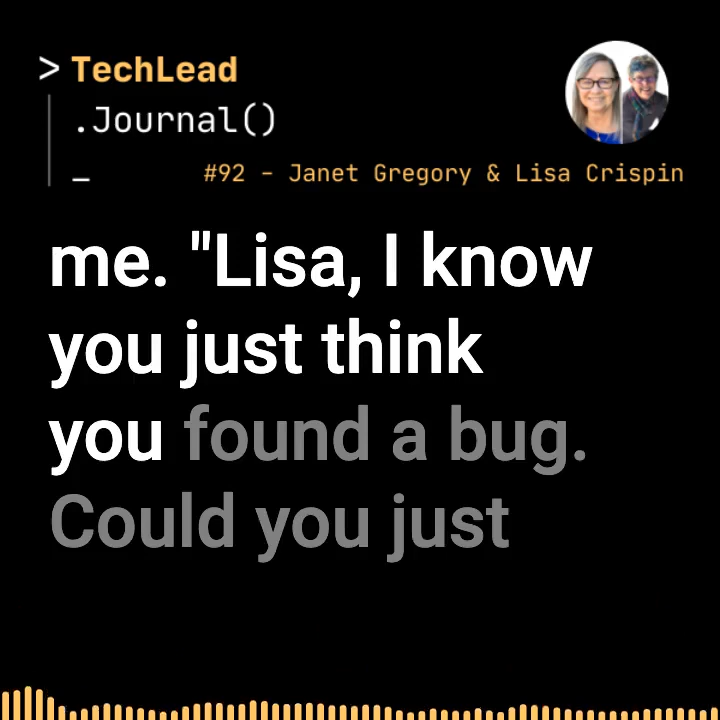 > TechLead
.Journal()
_
#92 - Janet Gregory & Lisa Crispin
me. "Lisa, I know
you just think
you found a bug.
Could you just